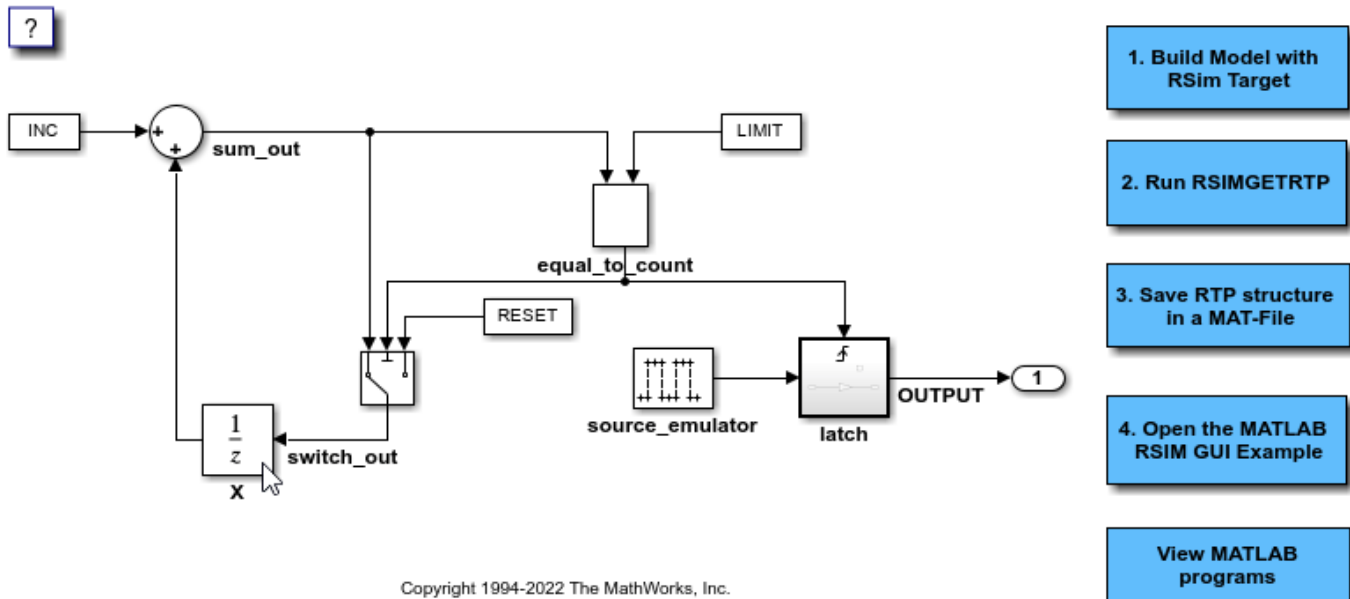 ?
1. Build Model with
RSim Target
INC
sum_out
LIMIT
2. Run RSIMGETRTP
equal_to_count
3. Save RTP structure
in a MAT-File
RESET
source_emulator
latch
OUTPUT
1
4. Open the MATLAB
RSIM GUI Example
1
z
switch_out
X
View MATLAB
programs
Copyright 1994-2022 The MathWorks, Inc.